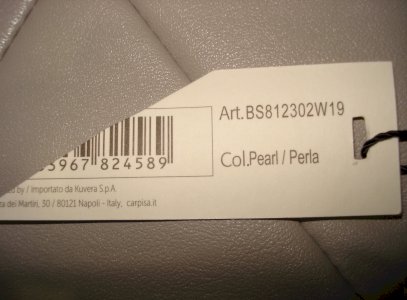 Art.BS812302W19
5967 824589
Col.Pearl / Perla
by / importato da Kuvera S.p.A.
dei Martiri, 30 / 80121 Napoli - Italy, carpisa.it